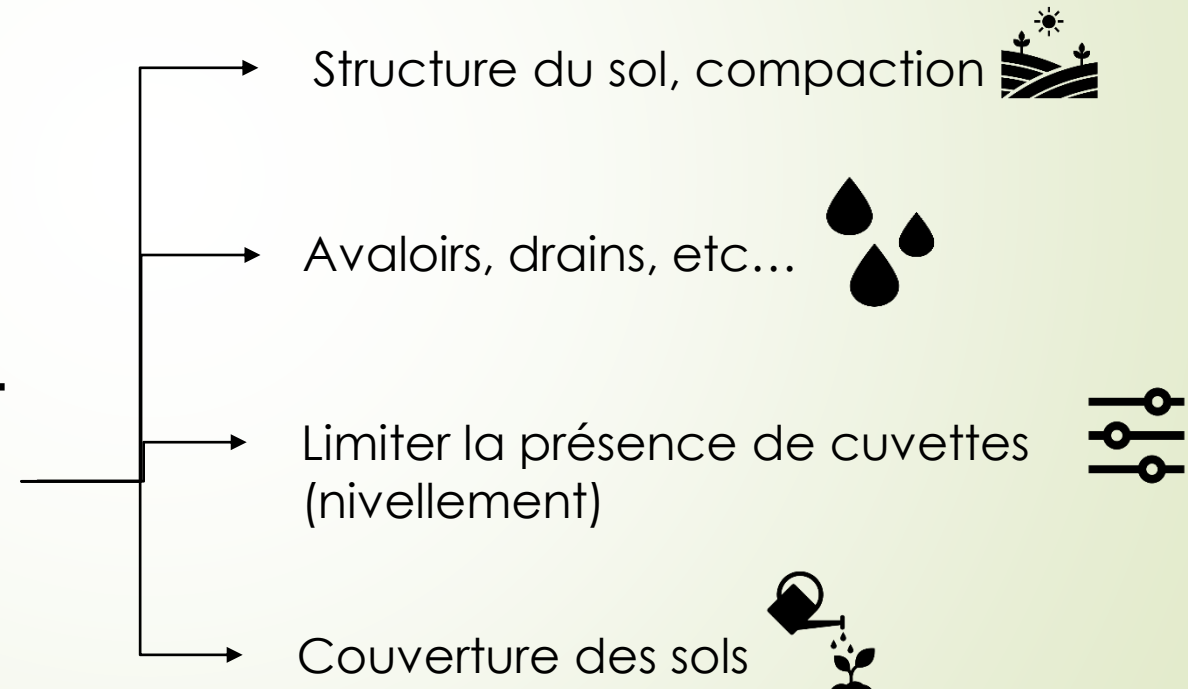 Structure du sol, compaction
Avaloirs, drains, etc…
Limiter la présence de cuvettes
(nivellement)
Couverture des sols